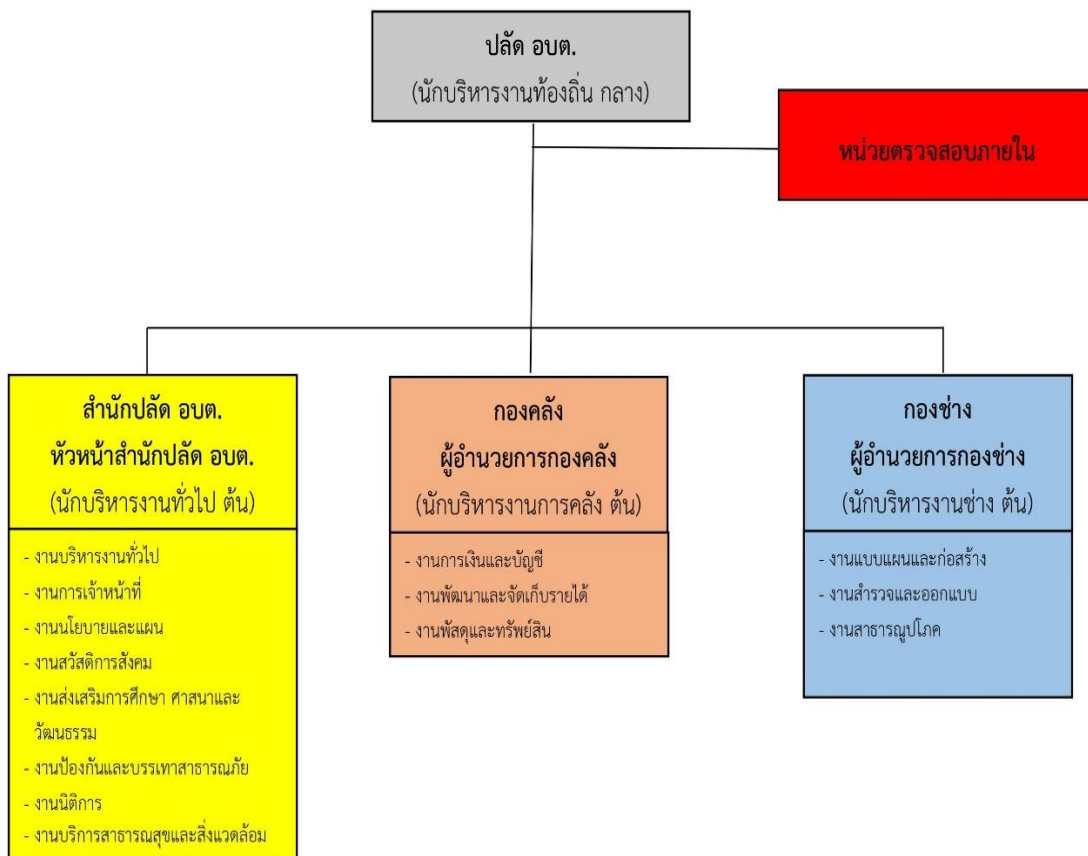 ปลัด อบต.
(นักบริหารงานท้องถิ่น กลาง)
หน่วยตรวจสอบภายใน
สำนักปลัด อบต.
หัวหน้าสำนักปลัด อบต.
(นักบริหารงานทั่วไป ต้น)
- งานบริหารงานทั่วไป
- งานการเจ้าหน้าที่
- งานนโยบายและแผน
- งานสวัสดิการสังคม
- งานส่งเสริมการศึกษา ศาสนาและ
วัฒนธรรม
- งานป้องกันและบรรเทาสาธารณภัย
- งานนิติการ
- งานบริการสาธารณสุขและสิ่งแวดล้อม
กองคลัง
ผู้อำนวยการกองคลัง
(นักบริหารงานการคลัง ต้น)
- งานการเงินและบัญชี
- งานพัฒนาและจัดเก็บรายได้
- งานพัสดุและทรัพย์สิน
กองช่าง
ผู้อำนวยการกองช่าง
(นักบริหารงานช่าง ต้น)
- งานแบบแผนและก่อสร้าง
- งานสำรวจและออกแบบ
- งานสาธารณูปโภค